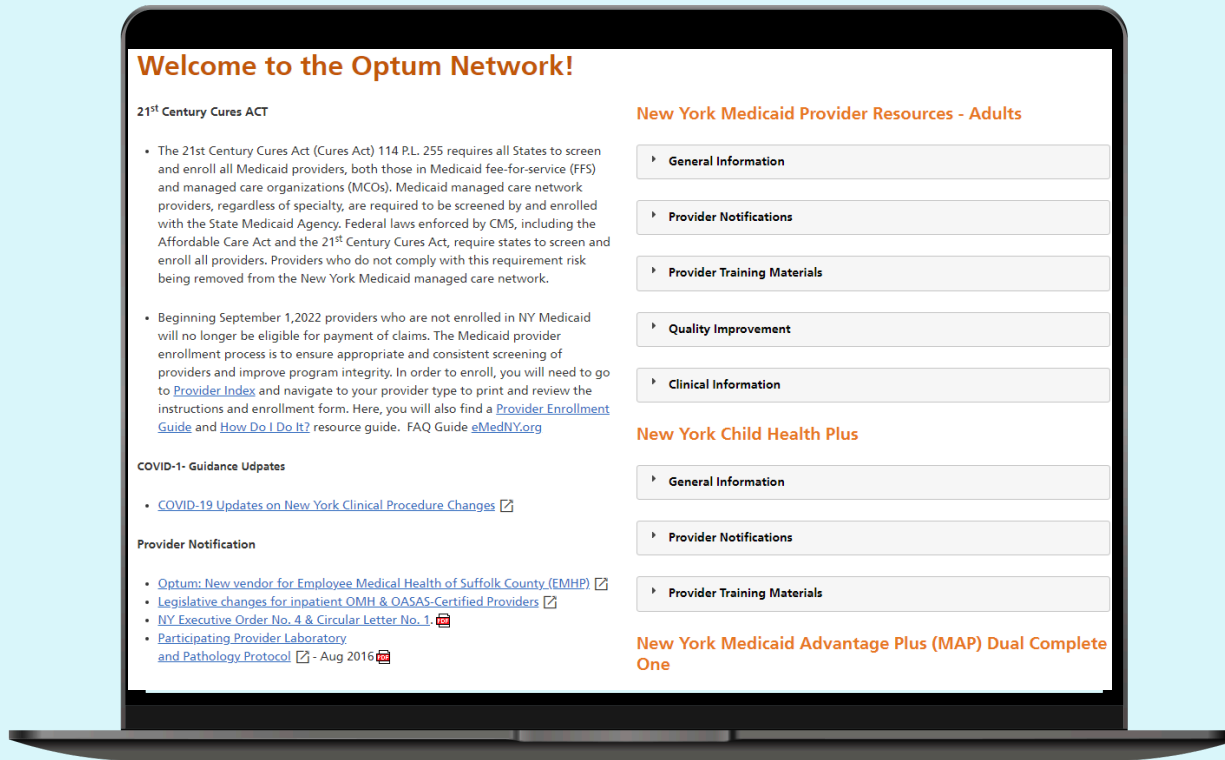 Welcome to the Optum Network!
21st Century Cures ACT
• The 21st Century Cures Act (Cures Act) 114 P.L. 255 requires all States to screen
and enroll all Medicaid providers, both those in Medicaid fee-for-service (FFS)
and managed care organizations (MCOs). Medicaid managed care network
providers, regardless of specialty, are required to be screened by and enrolled
with the State Medicaid Agency. Federal laws enforced by CMS, including the
Affordable Care Act and the 21st Century Cures Act, require states to screen and
enroll all providers. Providers who do not comply with this requirement risk
being removed from the New York Medicaid managed care network.
• Beginning September 1,2022 providers who are not enrolled in NY Medicaid
will no longer be eligible for payment of claims. The Medicaid provider
enrollment process is to ensure appropriate and consistent screening of
providers and improve program integrity. In order to enroll, you will need to go
to Provider Index and navigate to your provider type to print and review the
instructions and enrollment form. Here, you will also find a Provider Enrollment
Guide and How Do I Do It? resource guide. FAQ Guide eMedNY.org
COVID-1- Guidance Udpates
• COVID-19 Updates on New York Clinical Procedure Changes
Provider Notification
• Optum: New vendor for Employee Medical Health of Suffolk County (EMHP)
• Legislative changes for inpatient OMH & OASAS-Certified Providers
• NY Executive Order No. 4 & Circular Letter No. 1. PDF
• Participating Provider Laboratory
and Pathology Protocol - Aug 2016 PDF
New York Medicaid Provider Resources - Adults
General Information
Provider Notifications
Provider Training Materials
Quality Improvement
Clinical Information
New York Child Health Plus
General Information
Provider Notifications
Provider Training Materials
New York Medicaid Advantage Plus (MAP) Dual Complete
One